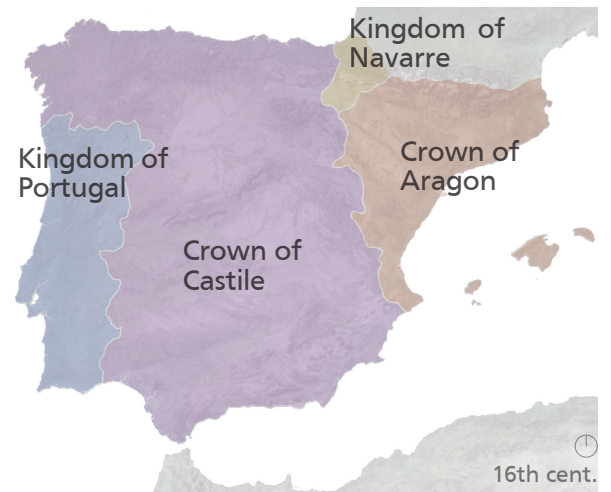 Kingdom of
Navarre
Kingdom of
Portugal
Crown of
Aragon
Crown of
Castile
16th cent.